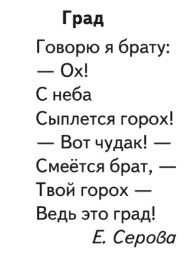 Град
Говорю я брату:
— Ох!
С неба
Сыплется горох!
— Вот чудак! —
Смеётся брат, —
Твой горох —
Ведь это град!
Е. Серова